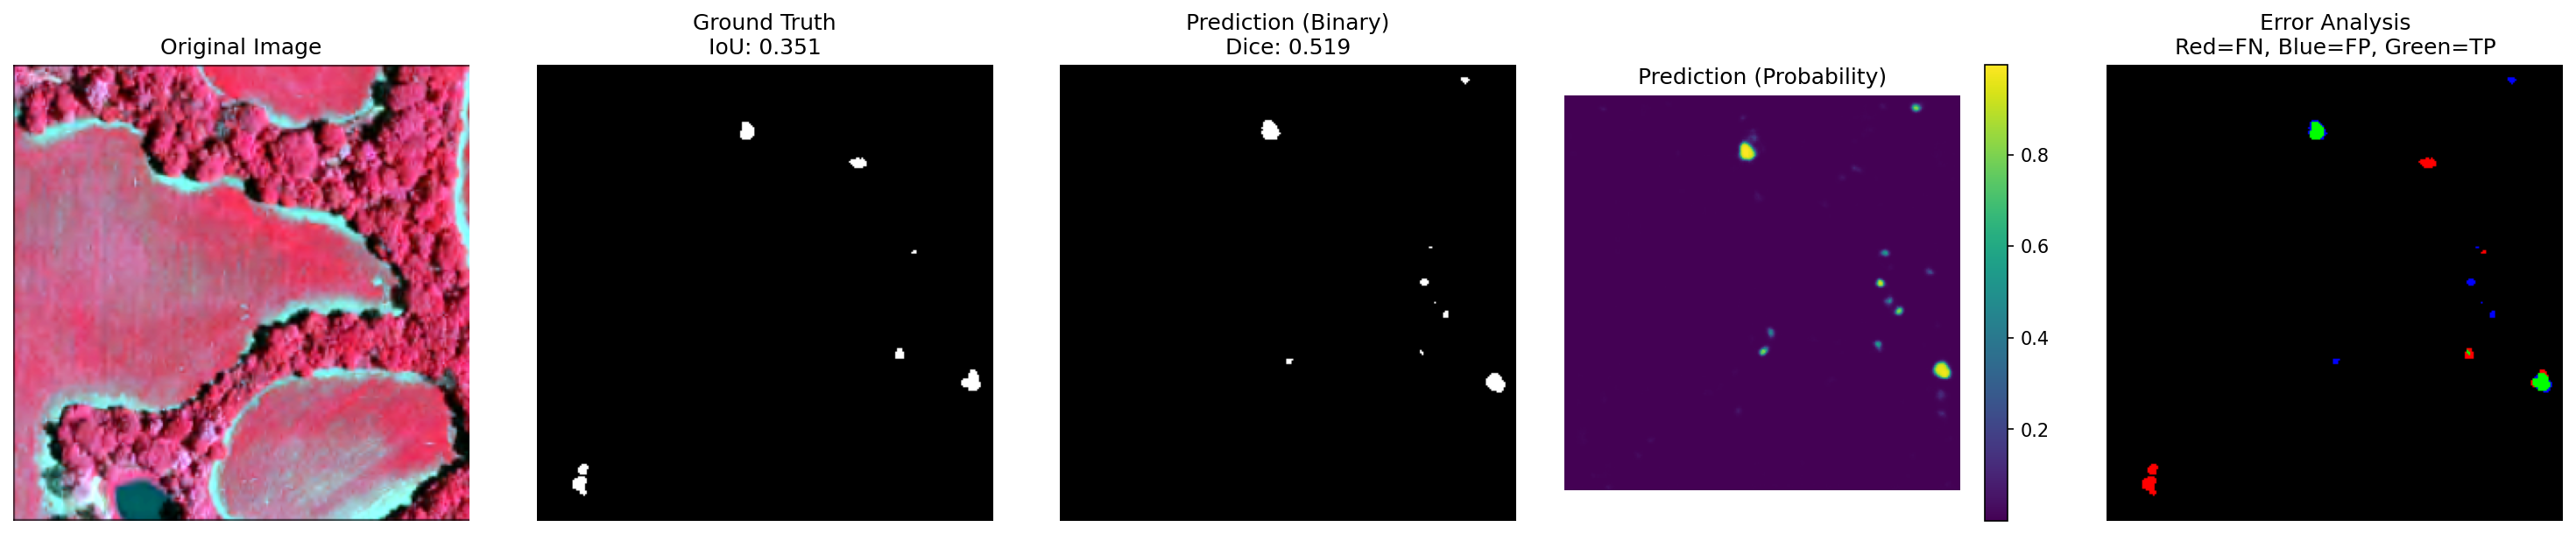 Original Image
Ground Truth
IoU: 0.351
Prediction (Binary)
Dice: 0.519
Prediction (Probability)
0.8
0.6
0.4
0.2
Error Analysis
Red=FN, Blue=FP, Green=TP